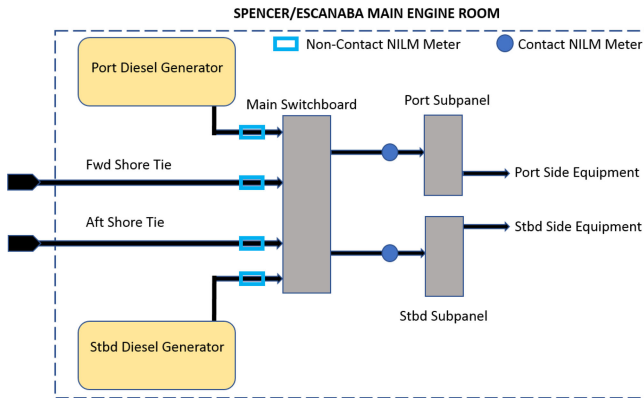 SPENCER/ESCANABA MAIN ENGINE ROOM
Non-Contact NILM Meter
Contact NILM Meter
Port Diesel Generator
Main Switchboard
Port Subpanel
Fwd Shore Tie
Port Side Equipment
Aft Shore Tie
Stbd Side Equipment
Stbd Subpanel
Stbd Diesel Generator